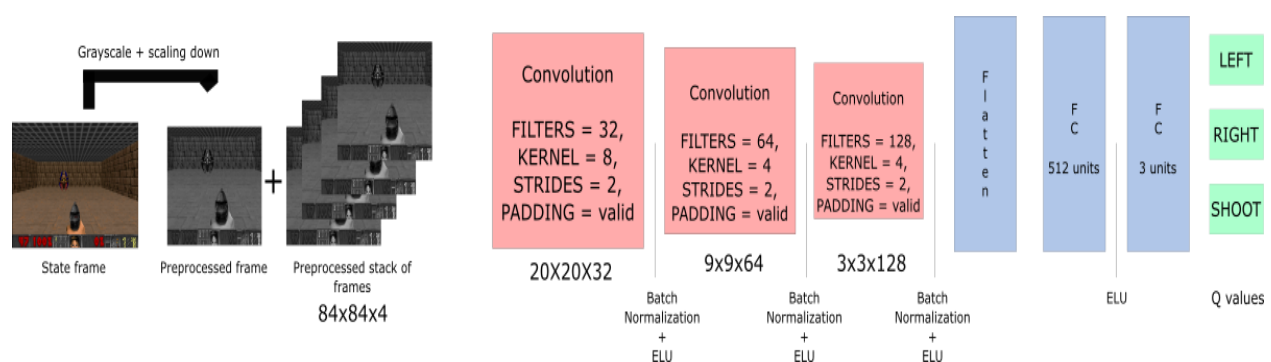 Grayscale + scaling down
State frame
Preprocessed frame
+
Preprocessed stack of
frames
84x84x4
Convolution
FILTERS = 32,
KERNEL = 8,
STRIDES = 2,
PADDING = valid
20X20X32
Batch
Normalization
+
ELU
Convolution
FILTERS = 64,
KERNEL = 4
STRIDES = 2,
PADDING = valid
9x9x64
Batch
Normalization
+
ELU
Convolution
FILTERS = 128,
KERNEL = 4,
STRIDES = 2,
PADDING = valid
3x3x128
Batch
Normalization
+
ELU
Flatten
FC
512 units
ELU
FC
3 units
LEFT
RIGHT
SHOOT
Q values